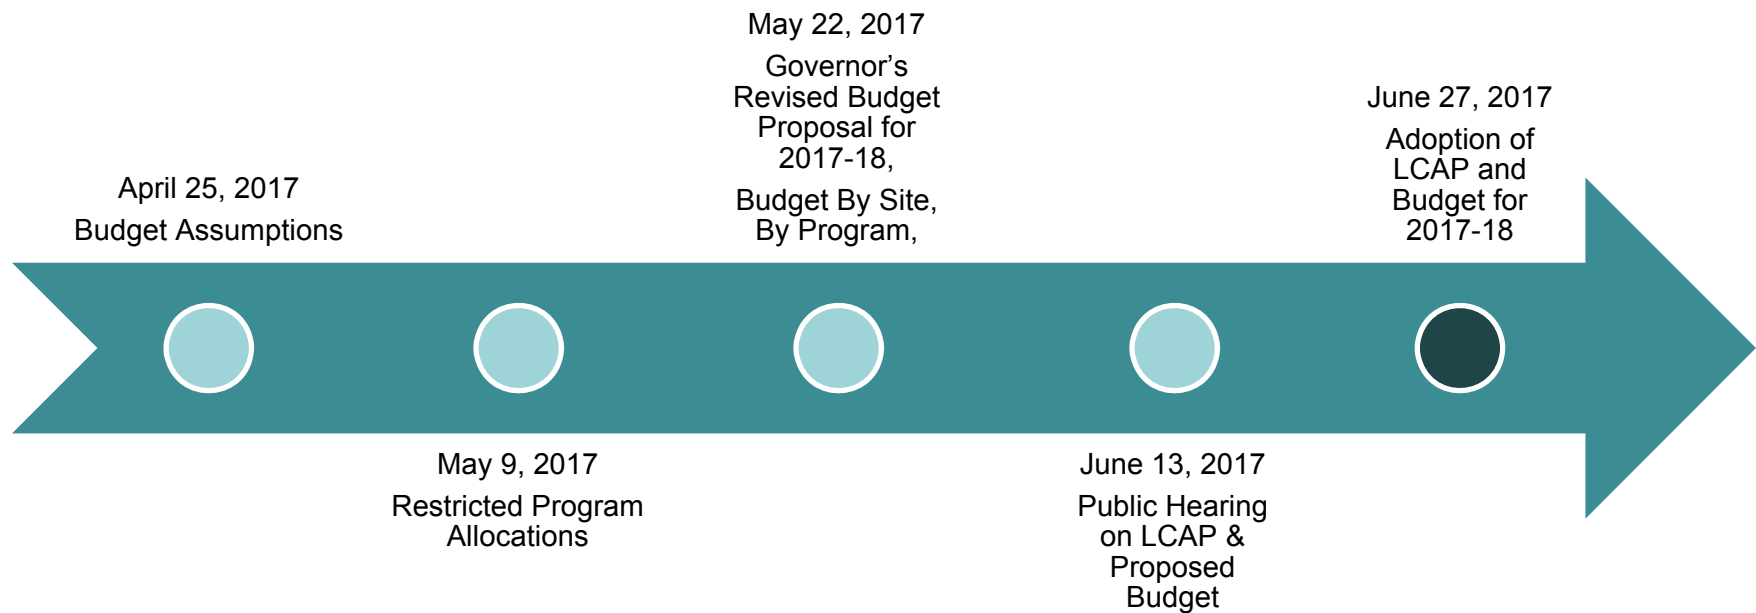 April 25, 2017
Budget Assumptions
May 9, 2017
Restricted Program
Allocations
May 22, 2017
Governor’s
Revised Budget
Proposal for
2017-18,
Budget By Site,
By Program,
June 13, 2017
Public Hearing
on LCAP &
Proposed
Budget
June 27, 2017
Adoption of
LCAP and
Budget for
2017-18